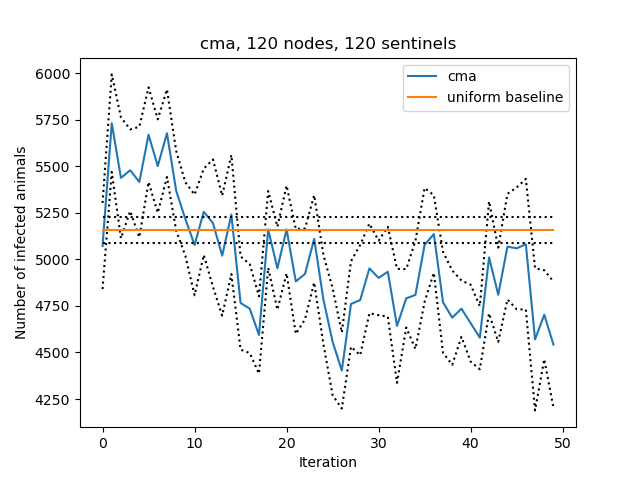 cma, 120 nodes, 120 sentinels
cma
uniform baseline
Number of infected animals
6000
5750
5500
5250
5000
4750
4500
4250
0
10
20
30
40
50
Iteration